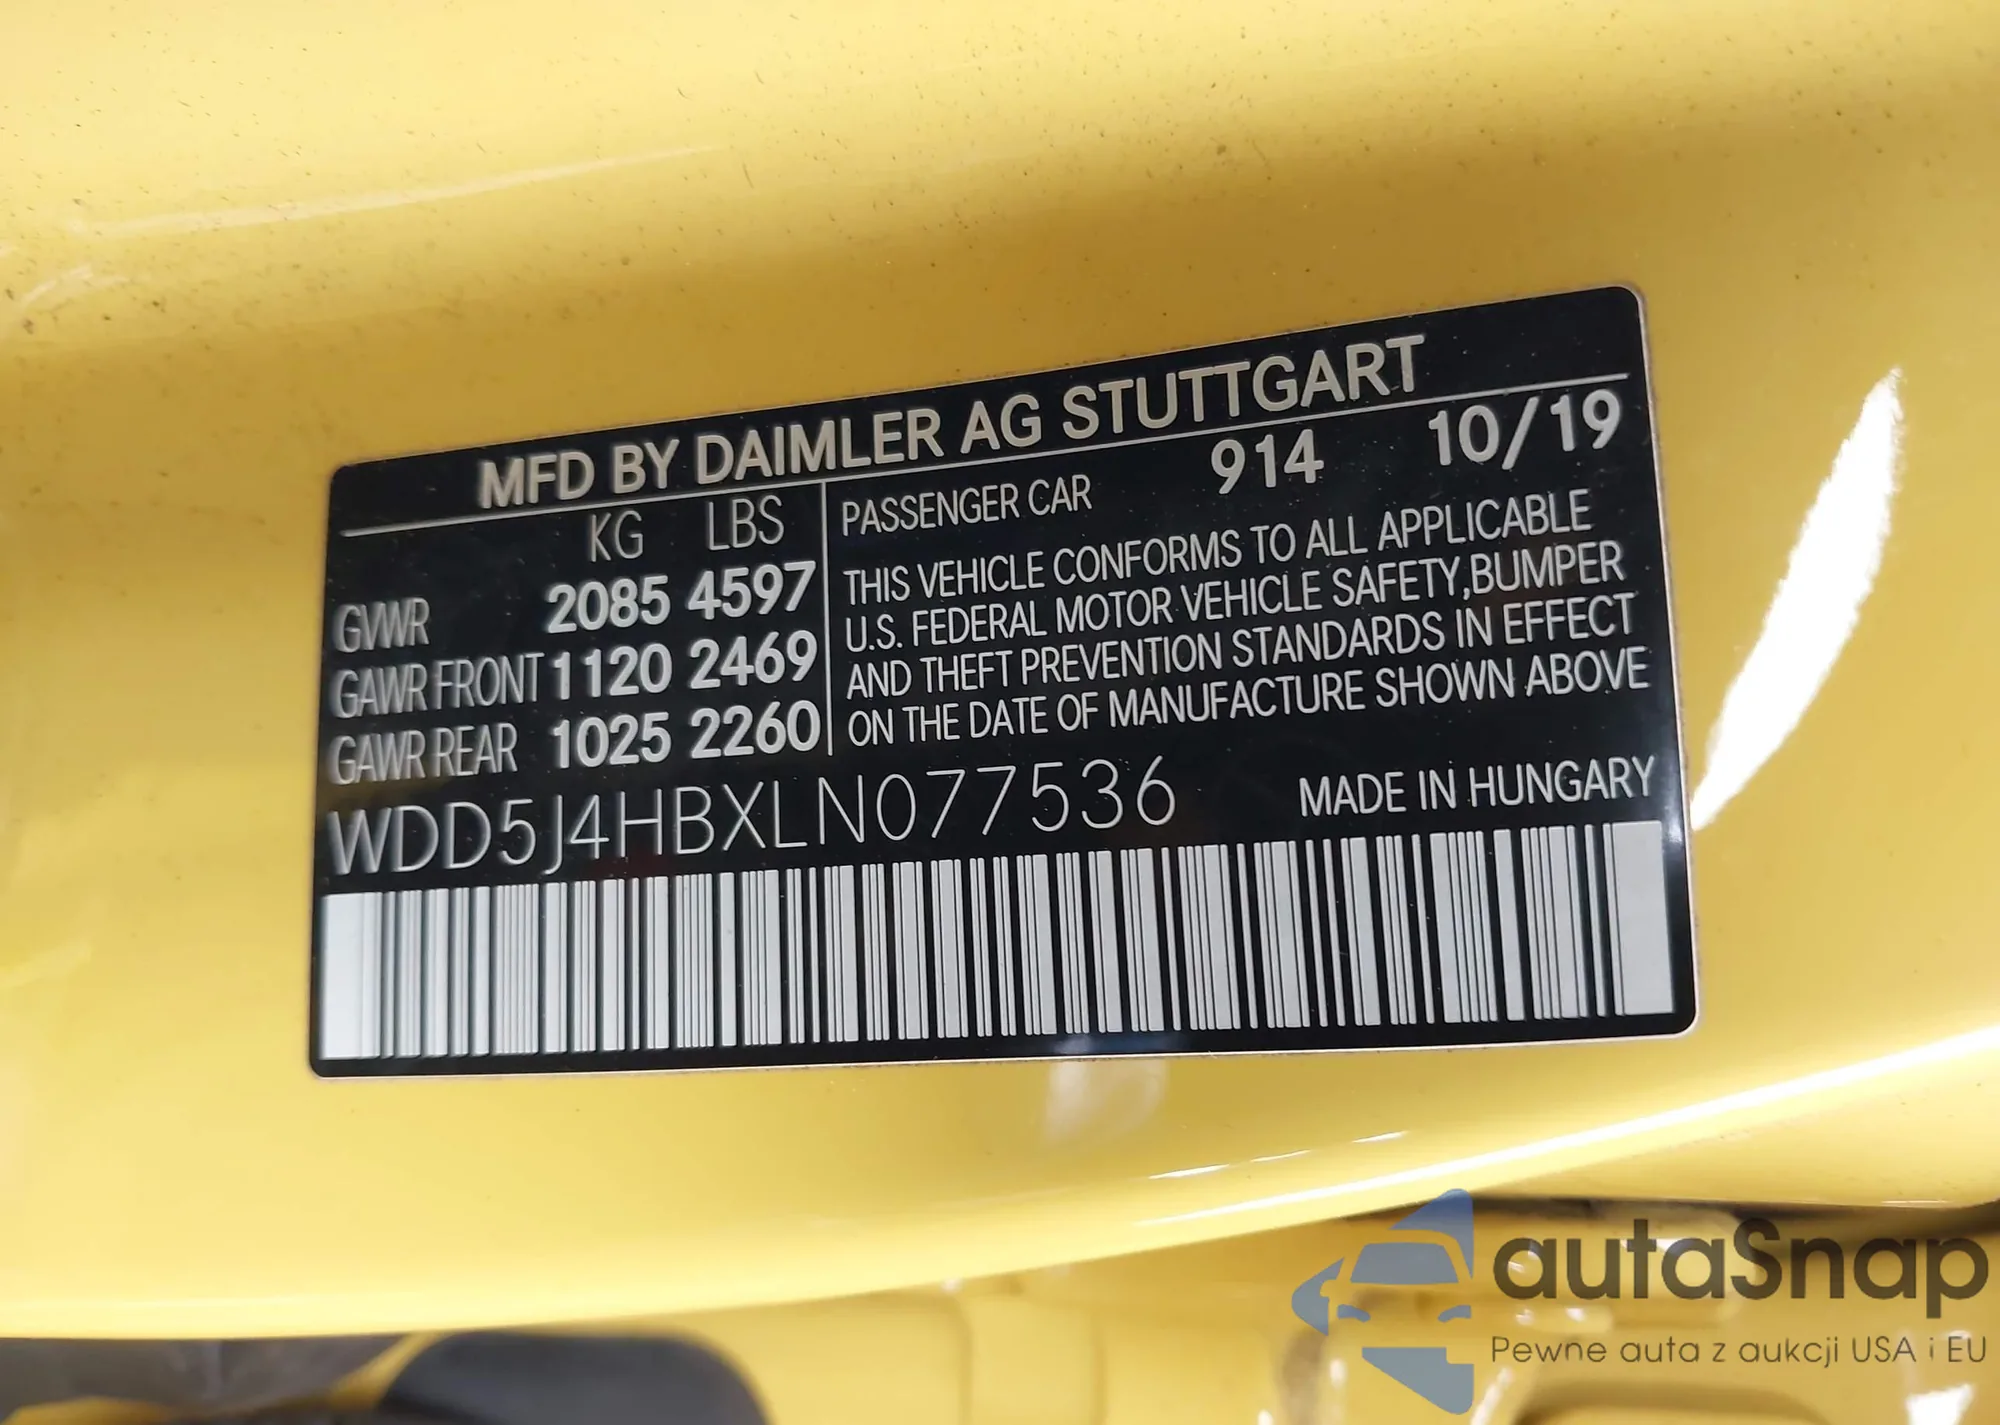 MFD BY DAIMLER AG STUTTGART
KG LBS
GVWR 2085 4597
GAWR FRONT 1120 2469
GAWR REAR 1025 2260
PASSENGER CAR 914 10/19
THIS VEHICLE CONFORMS TO ALL APPLICABLE
U.S. FEDERAL MOTOR VEHICLE SAFETY,BUMPER
AND THEFT PREVENTION STANDARDS IN EFFECT
ON THE DATE OF MANUFACTURE SHOWN ABOVE
WDD5J4HBXLN077536
MADE IN HUNGARY
autaSnap
Pewne auta z aukcji USA i EU